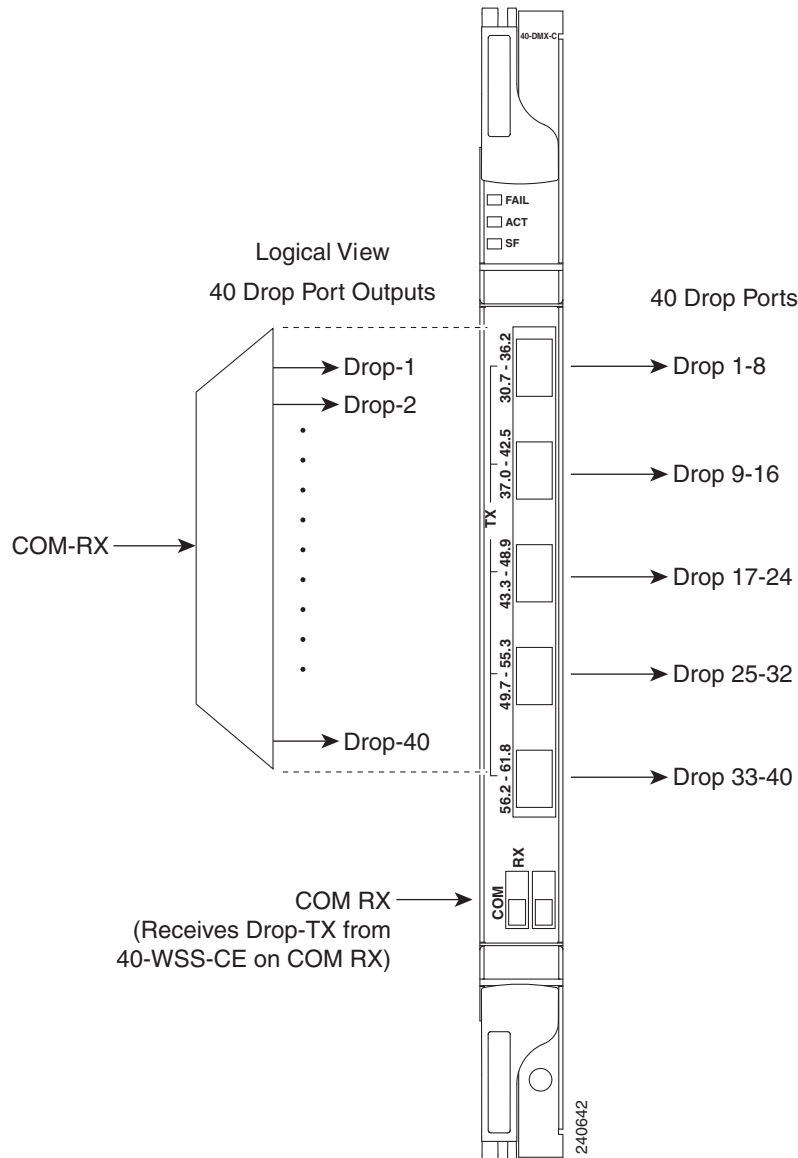 40-DMX-C
FAIL
ACT
SF
Logical View
40 Drop Port Outputs
40 Drop Ports
Drop-1
Drop-2
Drop-40
COM-RX
30.7 - 36.2
37.0 - 42.5
43.3 - 48.9
49.7 - 55.3
56.2 - 61.8
TX
Drop 1-8
Drop 9-16
Drop 17-24
Drop 25-32
Drop 33-40
RX
COM
COM RX
(Receives Drop-TX from
40-WSS-CE on COM RX)
240642